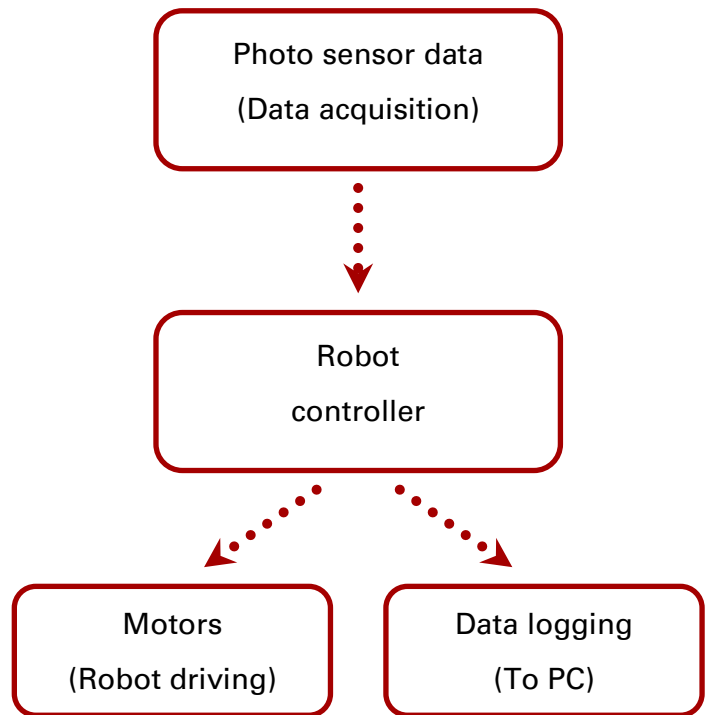 Photo sensor data
(Data acquisition)
Robot
controller
Motors
(Robot driving)
Data logging
(To PC)